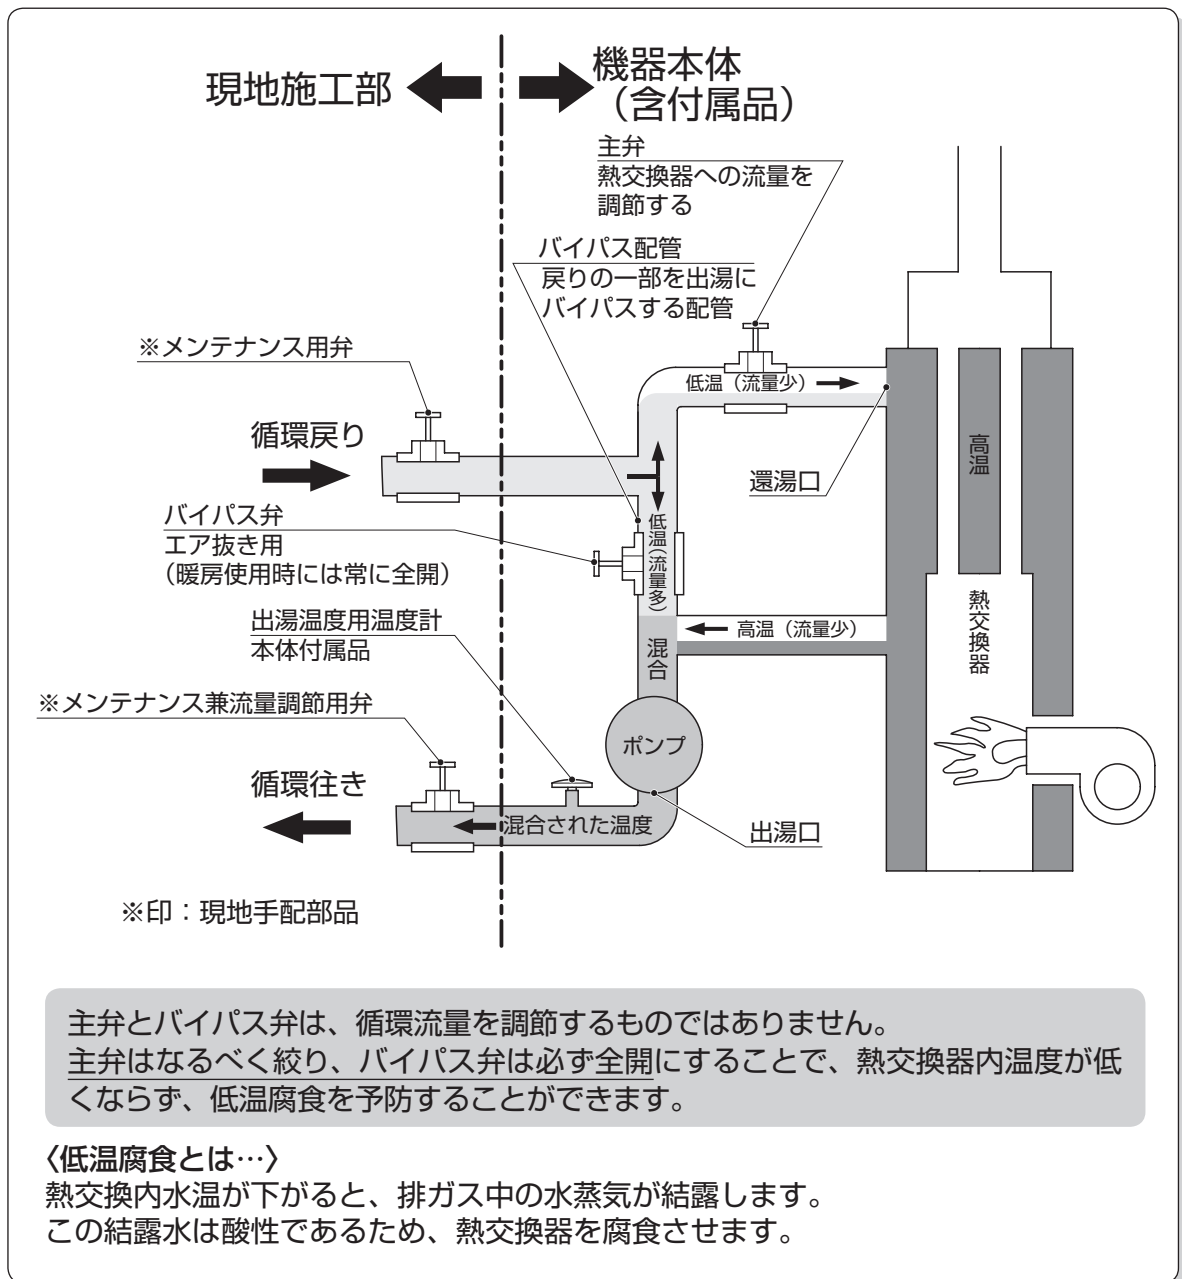 現地施工部
機器本体
（含付属品）
主弁
熱交換器への流量を
調節する
バイパス配管
戻りの一部を出湯に
バイパスする配管
※メンテナンス用弁
低温（流量少）
循環戻り
高温
還湯口
バイパス弁
エア抜き用
（暖房使用時には常に全開）
低温（流量多）
出湯温度用温度計
本体付属品
高温（流量少）
熱交換器
混合
※メンテナンス兼流量調節用弁
ポンプ
循環往き
混合された温度
出湯口
※印：現地手配部品
主弁とバイパス弁は、循環流量を調節するものではありません。
主弁はなるべく絞り、バイパス弁は必ず全開にすることで、熱交換器内温度が低
くならず、低温腐食を予防することができます。
〈低温腐食とは…〉
熱交換内水温が下がると、排ガス中の水蒸気が結露します。
この結露水は酸性であるため、熱交換器を腐食させます。